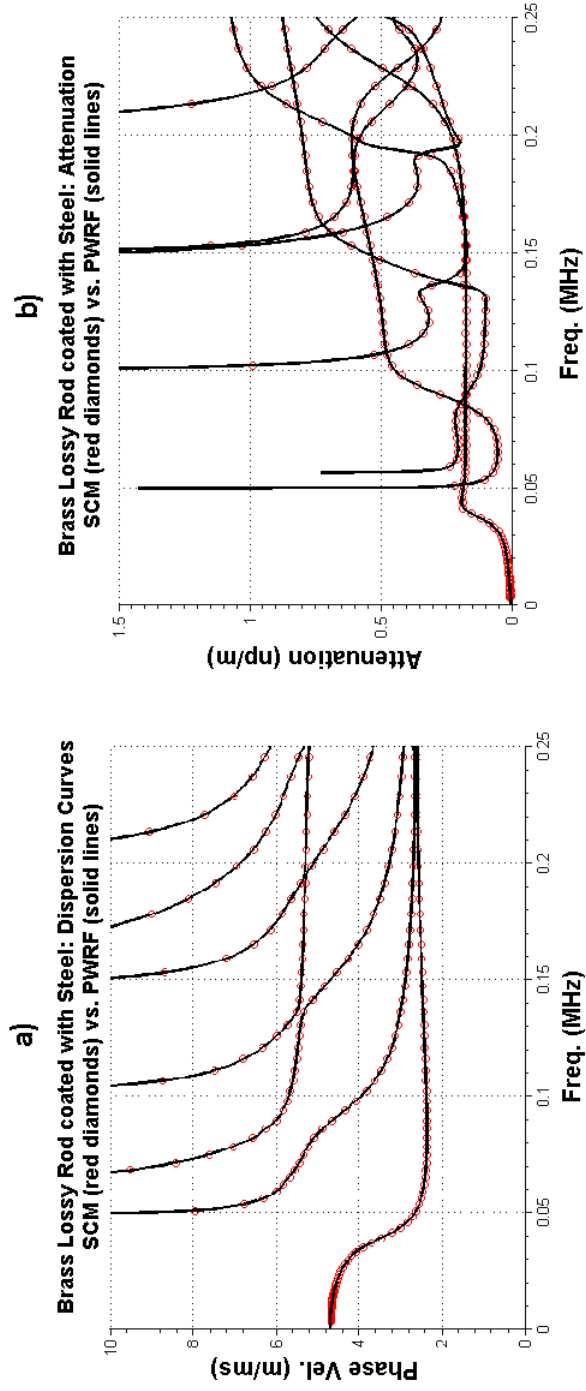 a)
Brass Lossy Rod coated with Steel: Dispersion Curves
SCM (red diamonds) vs. PWRF (solid lines)
10
8
6
4
2
0
Phase Vel. (m/ms)
0
0.05
0.1
0.15
0.2
0.25
Freq. (MHz)
b)
Brass Lossy Rod coated with Steel: Attenuation
SCM (red diamonds) vs. PWRF (solid lines)
1.5
1
0.5
0
Attenuation (np/m)
0
0.05
0.1
0.15
0.2
0.25
Freq. (MHz)